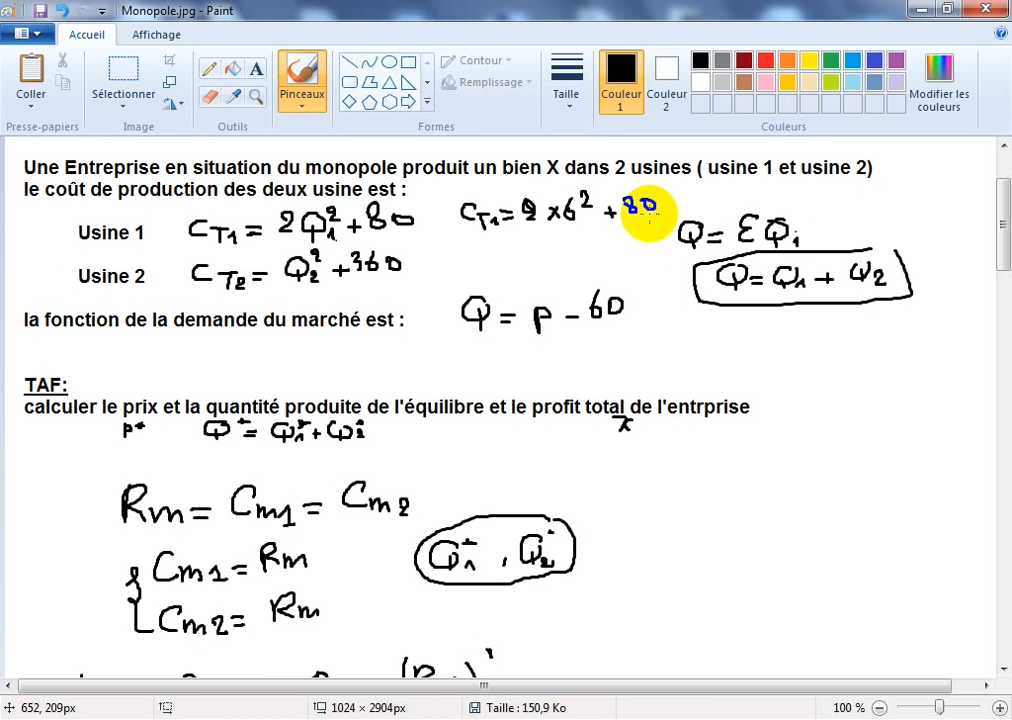 Monopole.jpg - Paint
Accueil Affichage
Coller Sélectionner A Pinceaux Contour Remplissage Taille Couleur 1 Couleur 2 Modifier les couleurs
Presse-papiers Image Outils Formes Couleurs
Une Entreprise en situation du monopole produit un bien X dans 2 usines ( usine 1 et usine 2)
le coût de production des deux usine est :
Usine 1 CT1 = 2Q1² + 80 CT1 = 2 × 6² + 80 Q = ΣQi
Usine 2 CT2 = Q2² + 360 Q = Q1 + Q2
la fonction de la demande du marché est : Q = P - 60
TAF:
calculer le prix et la quantité produite de l'équilibre et le profit total de l'entrprise
P* Q* = Q1* + Q2* π
Rm = Cm1 = Cm2
{ Cm1 = Rm Q1* , Q2*
Cm2 = Rm
652, 209px 1024 × 2904px Taille : 150,9 Ko 100 %